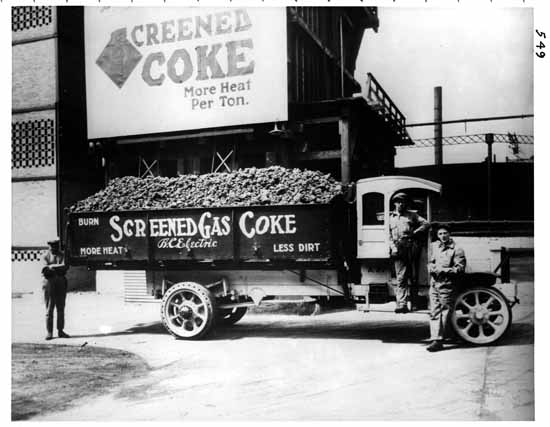 SCREENED
COKE
More Heat
Per Ton.
BURN SCREENED GAS COKE
B.C. Electric
MORE HEAT LESS DIRT
549